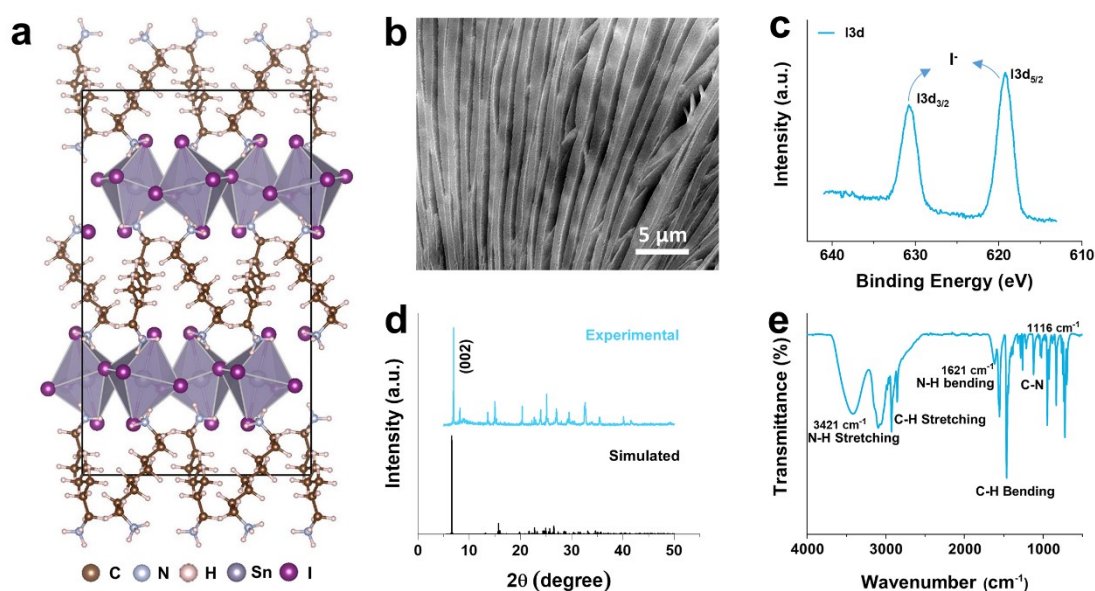 a
C N H Sn I
b
5 μm
c
I3d
I-
I3d5/2
I3d3/2
Intensity (a.u.)
640 630 620 610
Binding Energy (eV)
d
Experimental
(002)
Simulated
Intensity (a.u.)
0 10 20 30 40 50
2θ (degree)
e
1116 cm-1
1621 cm-1
N-H bending
C-N
C-H Stretching
3421 cm-1
N-H Stretching
C-H Bending
Transmittance (%)
4000 3000 2000 1000
Wavenumber (cm-1)